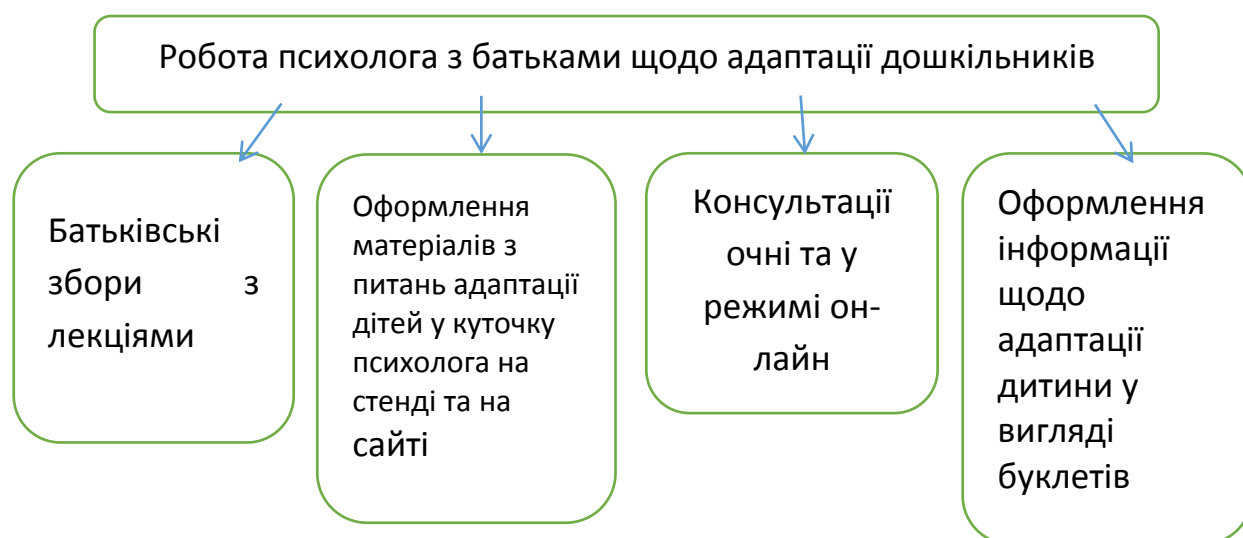 Робота психолога з батьками щодо адаптації дошкільників
Батьківські
збори з
лекціями
Оформлення
матеріалів з
питань адаптації
дітей у куточку
психолога на
стенді та на
сайті
Консультації
очні та у
режимі он-
лайн
Оформлення
інформації
щодо
адаптації
дитини у
вигляді
буклетів